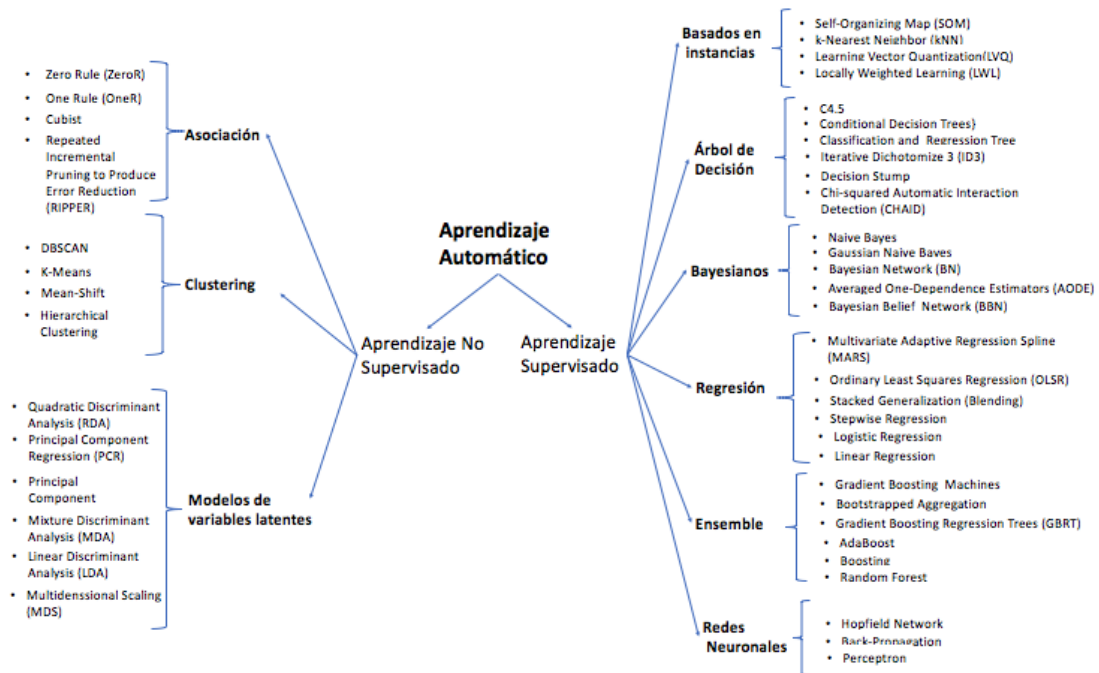 Aprendizaje
Automático
Aprendizaje No
Supervisado
Aprendizaje
Supervisado
Asociación
• Zero Rule (ZeroR)
• One Rule (OneR)
• Cubist
• Repeated
Incremental
Pruning to Produce
Error Reduction
(RIPPER)
Clustering
• DBSCAN
• K-Means
• Mean-Shift
• Hierarchical
Clustering
Modelos de
variables latentes
• Quadratic Discriminant
Analysis (RDA)
• Principal Component
Regression (PCR)
• Principal
Component
• Mixture Discriminant
Analysis (MDA)
• Linear Discriminant
Analysis (LDA)
• Multidenssional Scaling
(MDS)
Basados en
instancias
• Self-Organizing Map (SOM)
• k-Nearest Neighbor (kNN)
• Learning Vector Quantization(LVQ)
• Locally Weighted Learning (LWL)
Árbol de
Decisión
• C4.5
• Conditional Decision Trees}
• Classification and Regression Tree
• Iterative Dichotomize 3 (ID3)
• Decision Stump
• Chi-squared Automatic Interaction
Detection (CHAID)
Bayesianos
• Naive Bayes
• Gaussian Naive Bayes
• Bayesian Network (BN)
• Averaged One-Dependence Estimators (AODE)
• Bayesian Belief Network (BBN)
Regresión
• Multivariate Adaptive Regression Spline
(MARS)
• Ordinary Least Squares Regression (OLSR)
• Stacked Generalization (Blending)
• Stepwise Regression
• Logistic Regression
• Linear Regression
Ensemble
• Gradient Boosting Machines
• Bootstrapped Aggregation
• Gradient Boosting Regression Trees (GBRT)
• AdaBoost
• Boosting
• Random Forest
Redes
Neuronales
• Hopfield Network
• Back-Propagation
• Perceptron